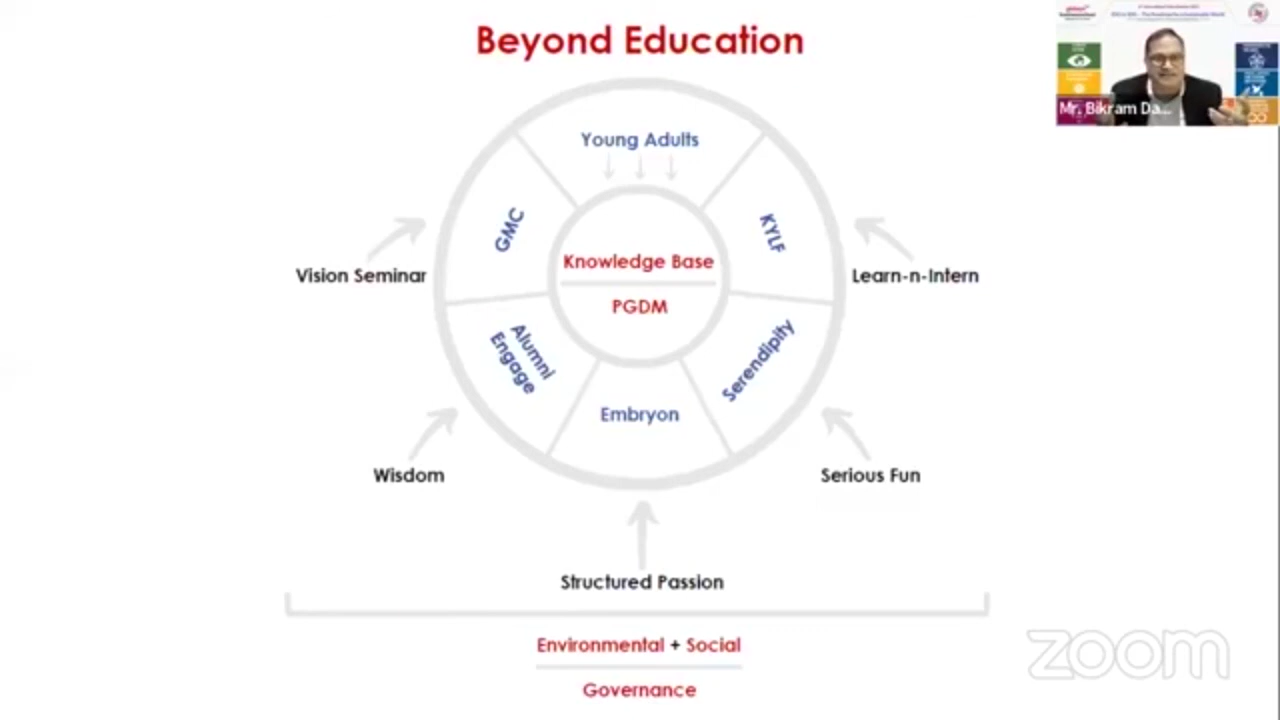 Beyond Education
Young Adults
GMC
KYLF
Knowledge Base
PGDM
Vision Seminar
Learn-n-Intern
Alumni
Engage
Serendipity
Embryon
Wisdom
Serious Fun
Structured Passion
Environmental + Social
Governance
Mr. Bikram Da...
zoom